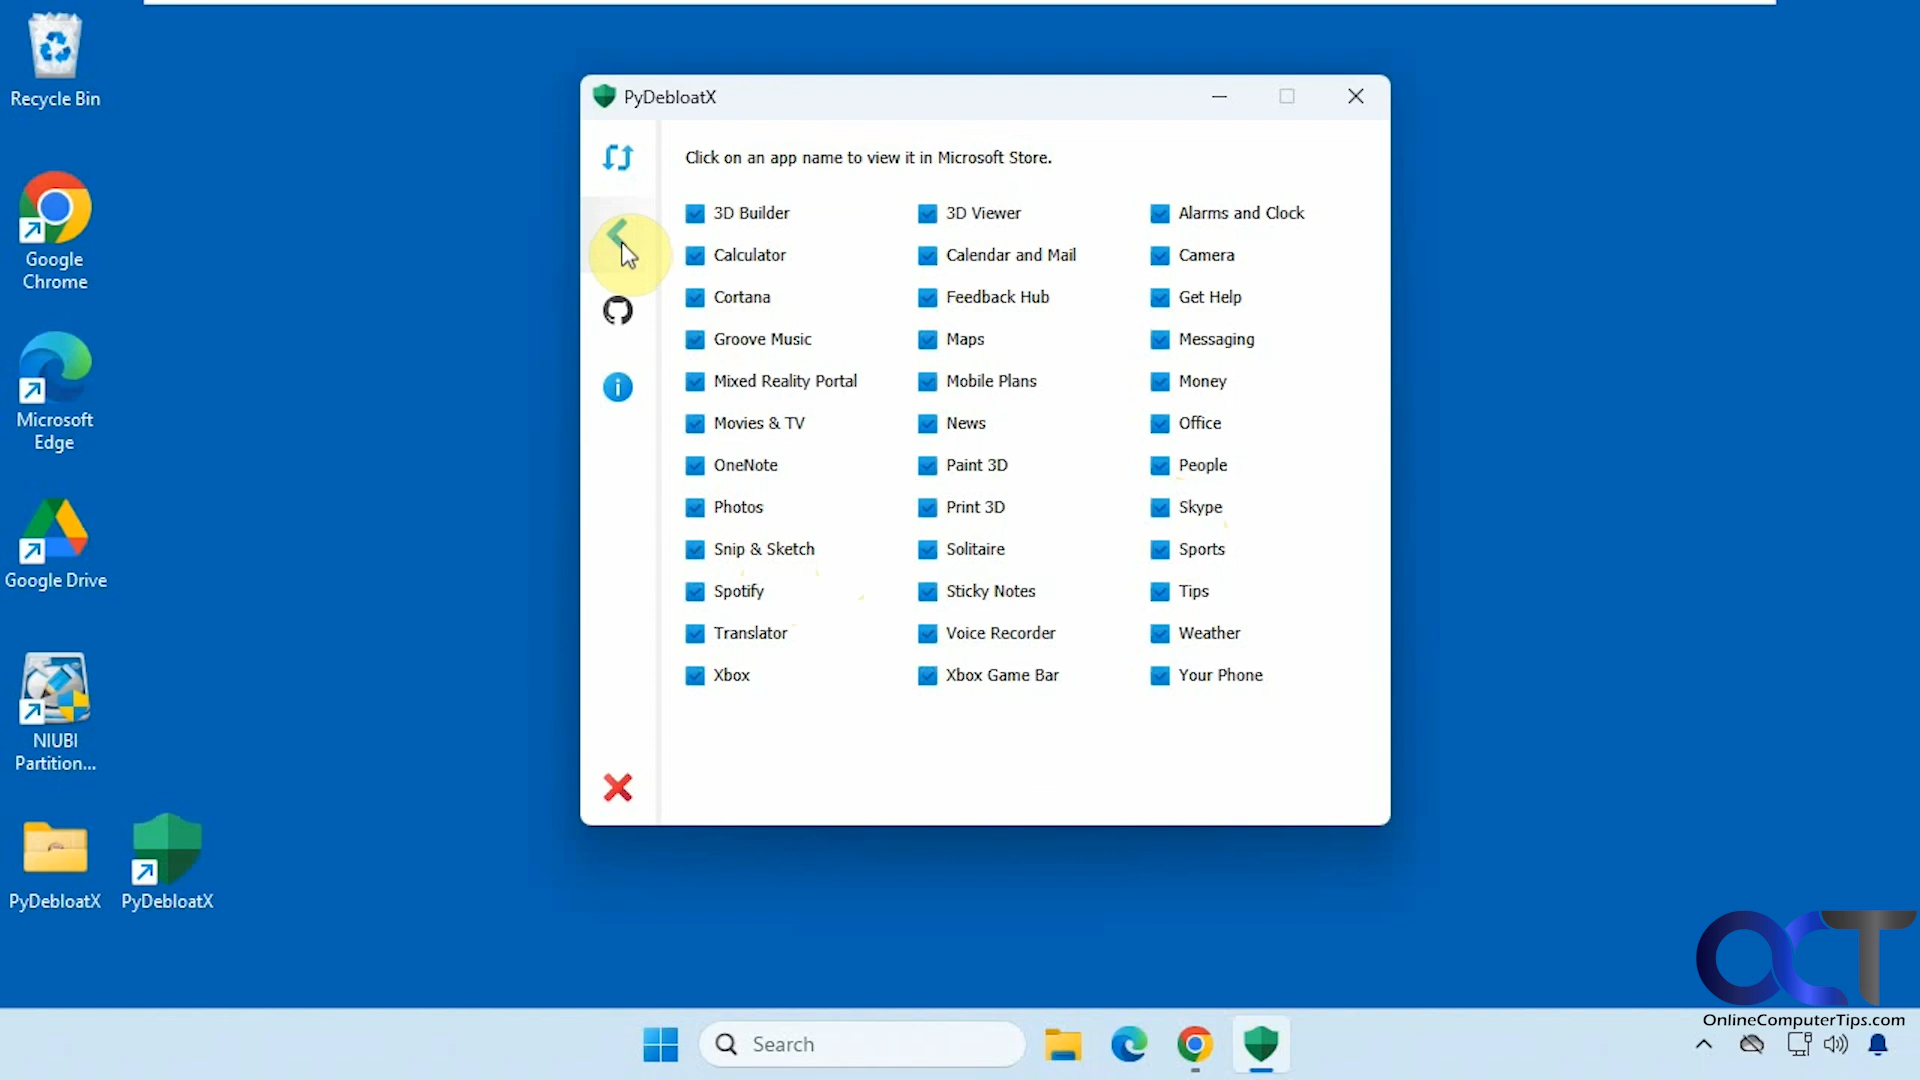 Recycle Bin
Google
Chrome
Microsoft
Edge
Google Drive
NIUBI
Partition...
PyDebloatX
PyDebloatX
PyDebloatX
Click on an app name to view it in Microsoft Store.
3D Builder
3D Viewer
Alarms and Clock
Calculator
Calendar and Mail
Camera
Cortana
Feedback Hub
Get Help
Groove Music
Maps
Messaging
Mixed Reality Portal
Mobile Plans
Money
Movies & TV
News
Office
OneNote
Paint 3D
People
Photos
Print 3D
Skype
Snip & Sketch
Solitaire
Sports
Spotify
Sticky Notes
Tips
Translator
Voice Recorder
Weather
Xbox
Xbox Game Bar
Your Phone
OCT
OnlineComputerTips.com
Search